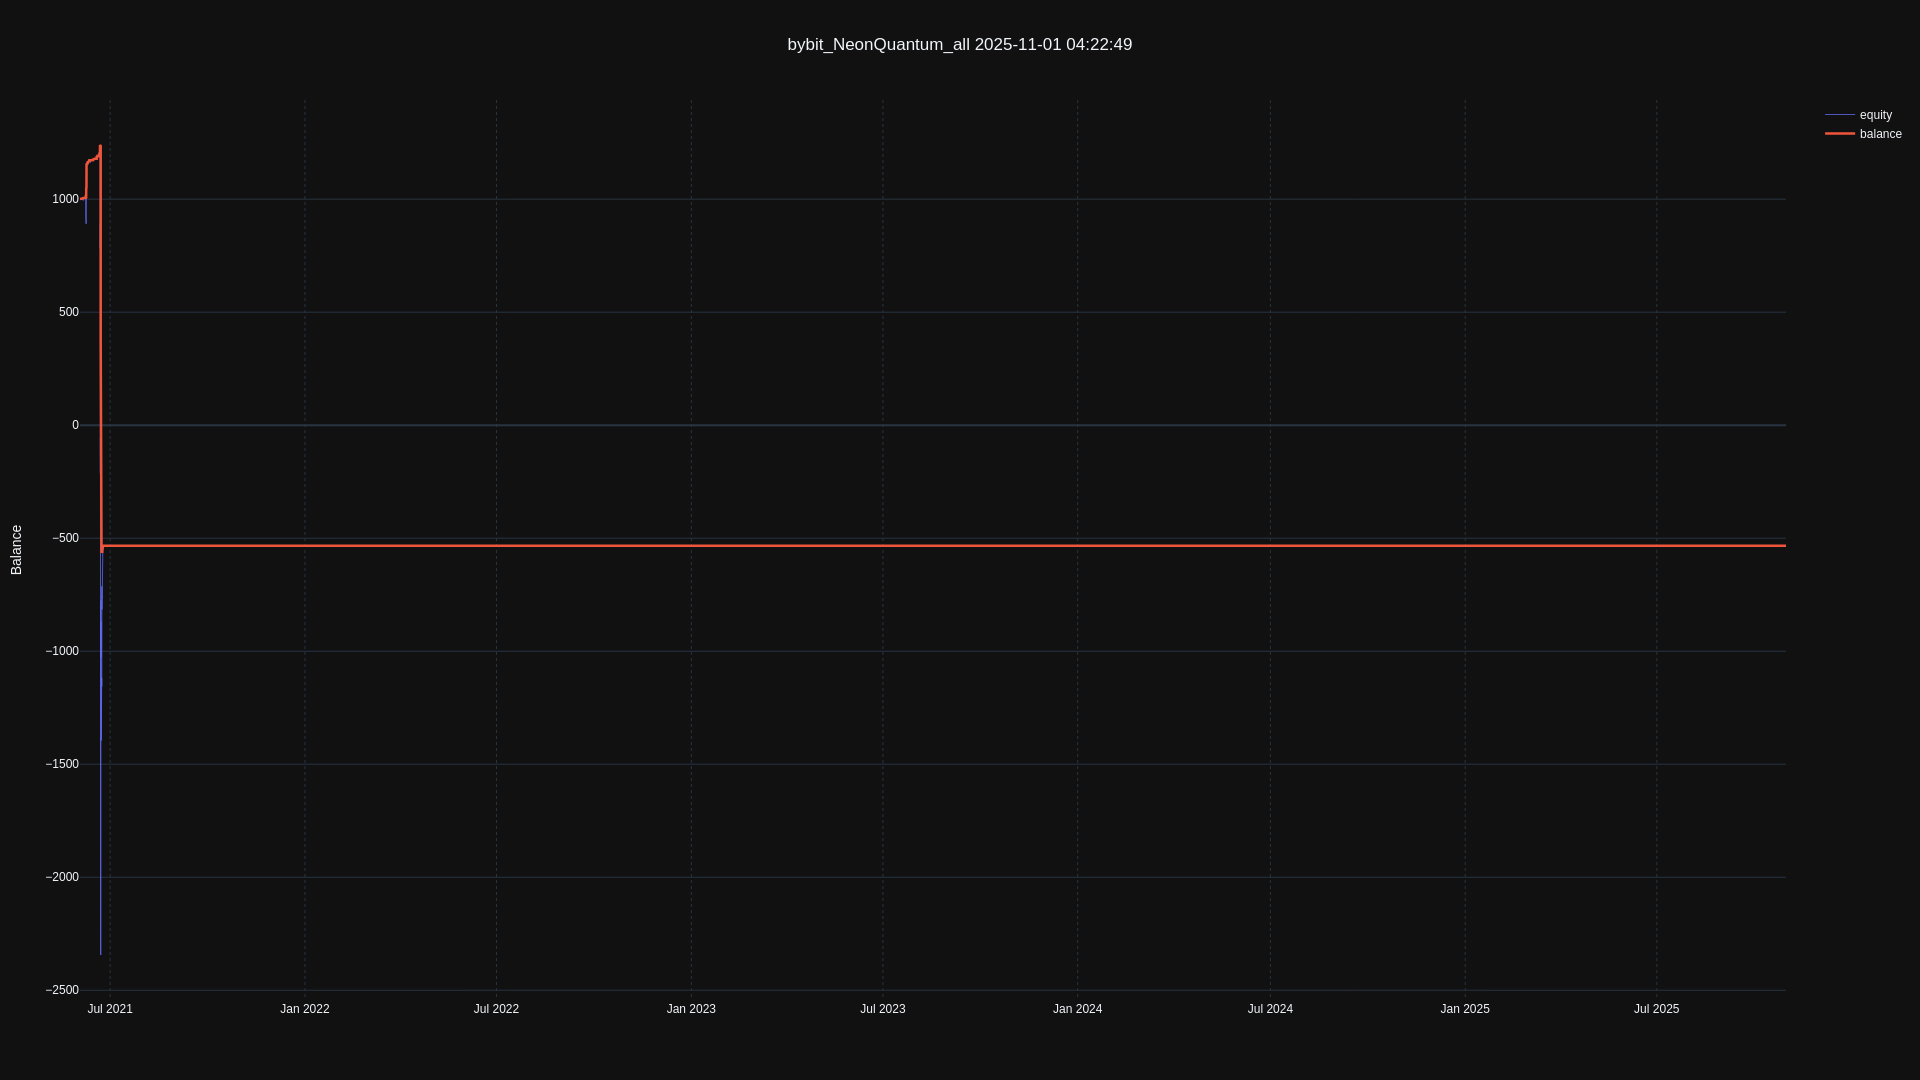 bybit_NeonQuantum_all 2025-11-01 04:22:49
equity
balance
1000
500
0
−500
−1000
−1500
−2000
−2500
Balance
Jul 2021
Jan 2022
Jul 2022
Jan 2023
Jul 2023
Jan 2024
Jul 2024
Jan 2025
Jul 2025